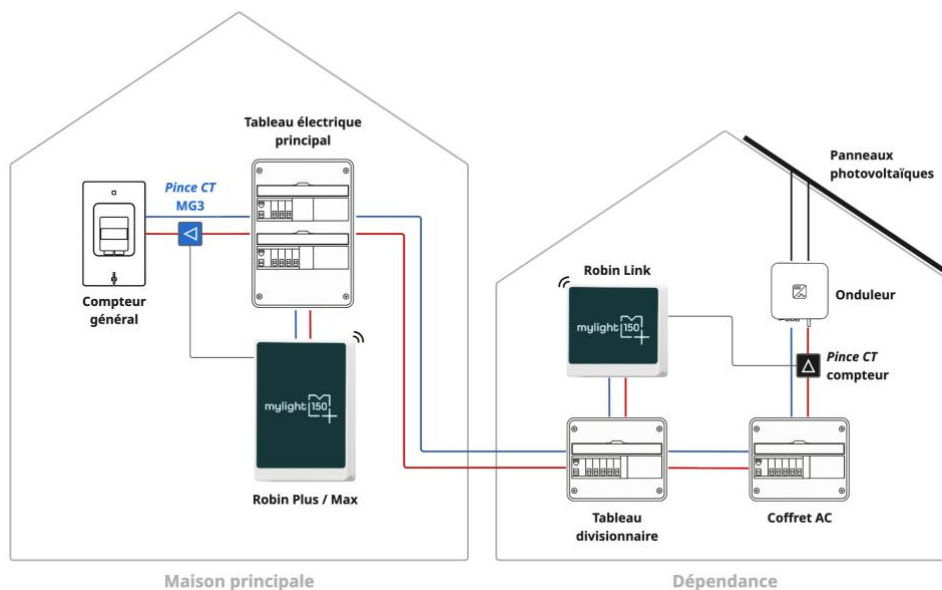 Tableau électrique
principal
Pince CT
MG3
Compteur
général
mylight 150
Robin Plus / Max
Maison principale
Panneaux
photovoltaïques
Robin Link
mylight 150
Onduleur
Pince CT
compteur
Tableau
divisionnaire
Coffret AC
Dépendance